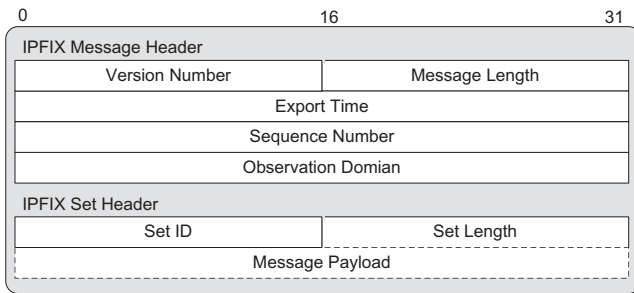 0 16 31
IPFIX Message Header
Version Number Message Length
Export Time
Sequence Number
Observation Domian
IPFIX Set Header
Set ID Set Length
Message Payload